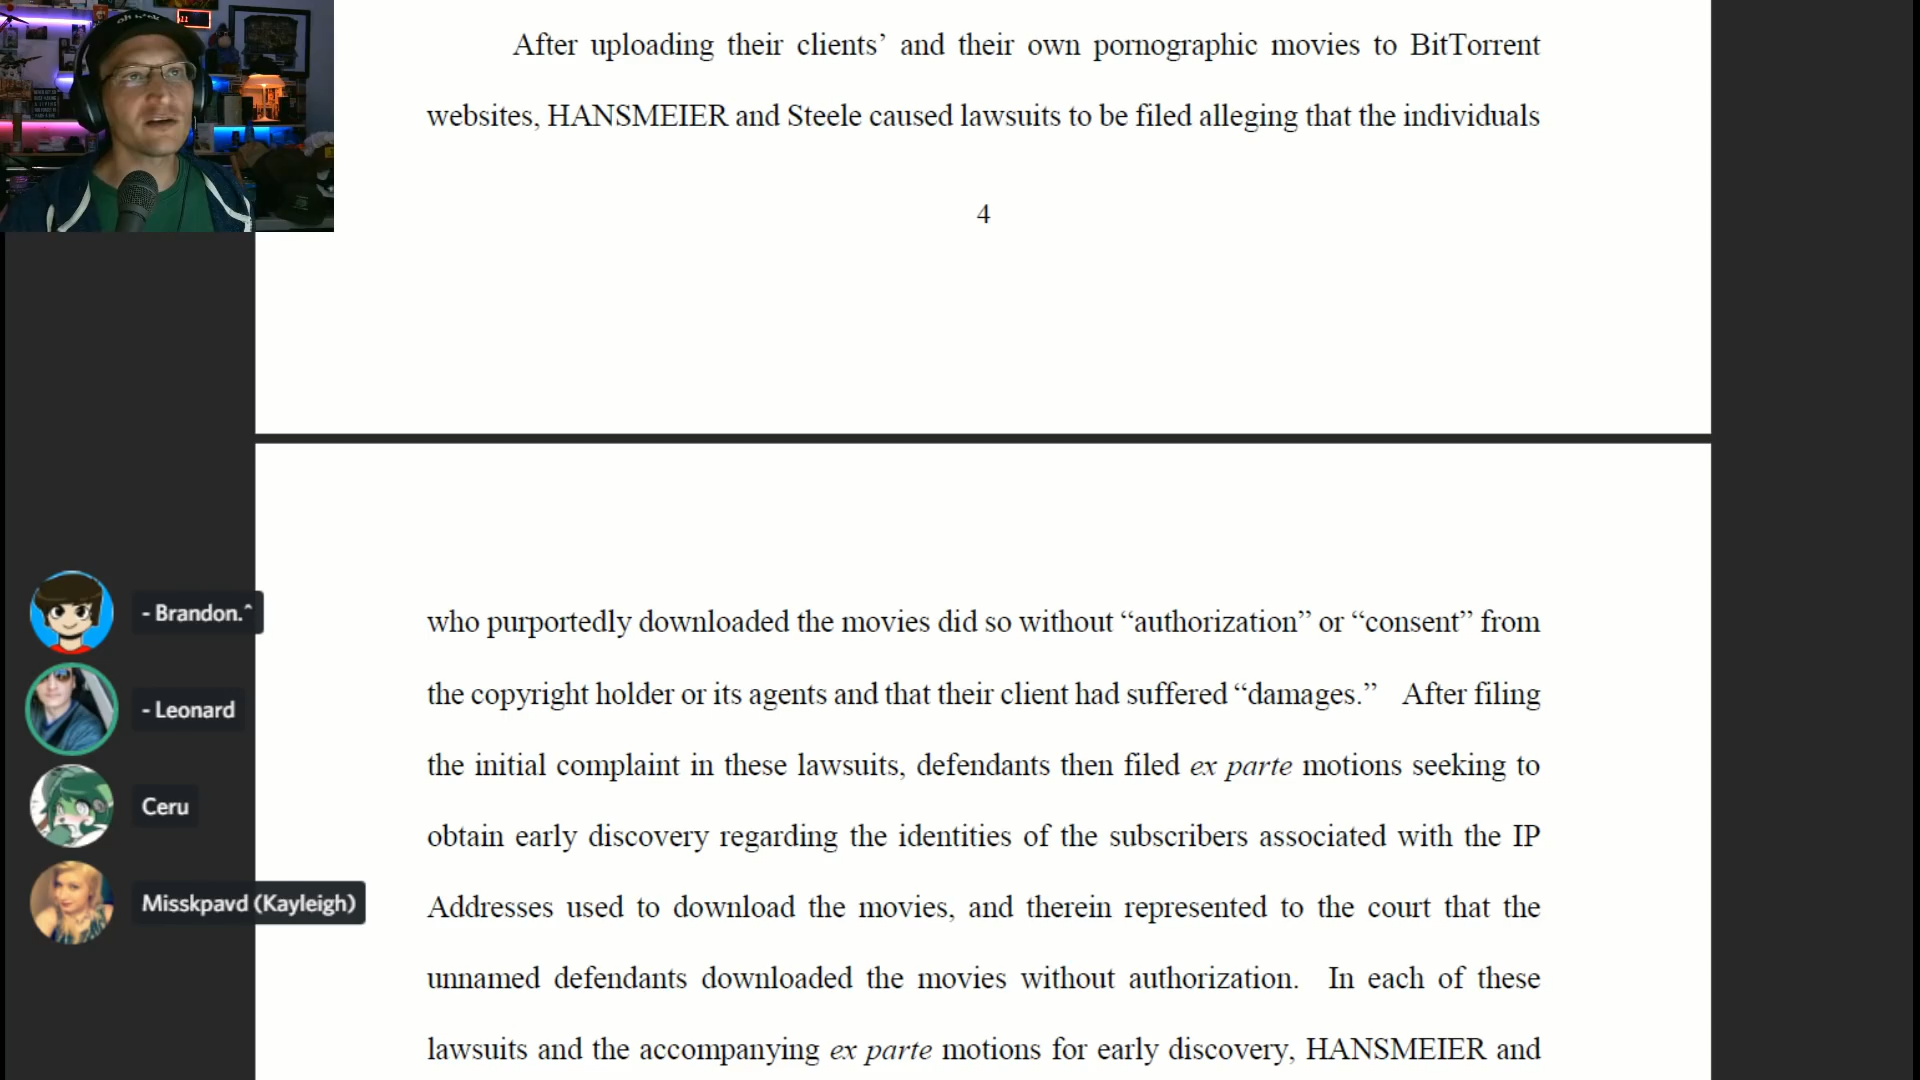 After uploading their clients’ and their own pornographic movies to BitTorrent
websites, HANSMEIER and Steele caused lawsuits to be filed alleging that the individuals
4
who purportedly downloaded the movies did so without “authorization” or “consent” from
the copyright holder or its agents and that their client had suffered “damages.” After filing
the initial complaint in these lawsuits, defendants then filed ex parte motions seeking to
obtain early discovery regarding the identities of the subscribers associated with the IP
Addresses used to download the movies, and therein represented to the court that the
unnamed defendants downloaded the movies without authorization. In each of these
lawsuits and the accompanying ex parte motions for early discovery, HANSMEIER and
- Brandon.^
- Leonard
Ceru
Misskpavd (Kayleigh)